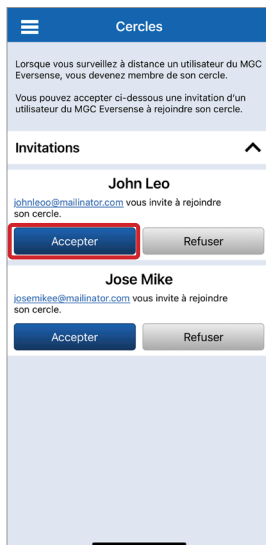 Cercles
Lorsque vous surveillez à distance un utilisateur du MGC
Eversense, vous devenez membre de son cercle.
Vous pouvez accepter ci-dessous une invitation d'un
utilisateur du MGC Eversense à rejoindre son cercle.
Invitations
John Leo
johnleoo@mailinator.com vous invite à rejoindre
son cercle.
Accepter Refuser
Jose Mike
josemikee@mailinator.com vous invite à rejoindre
son cercle.
Accepter Refuser